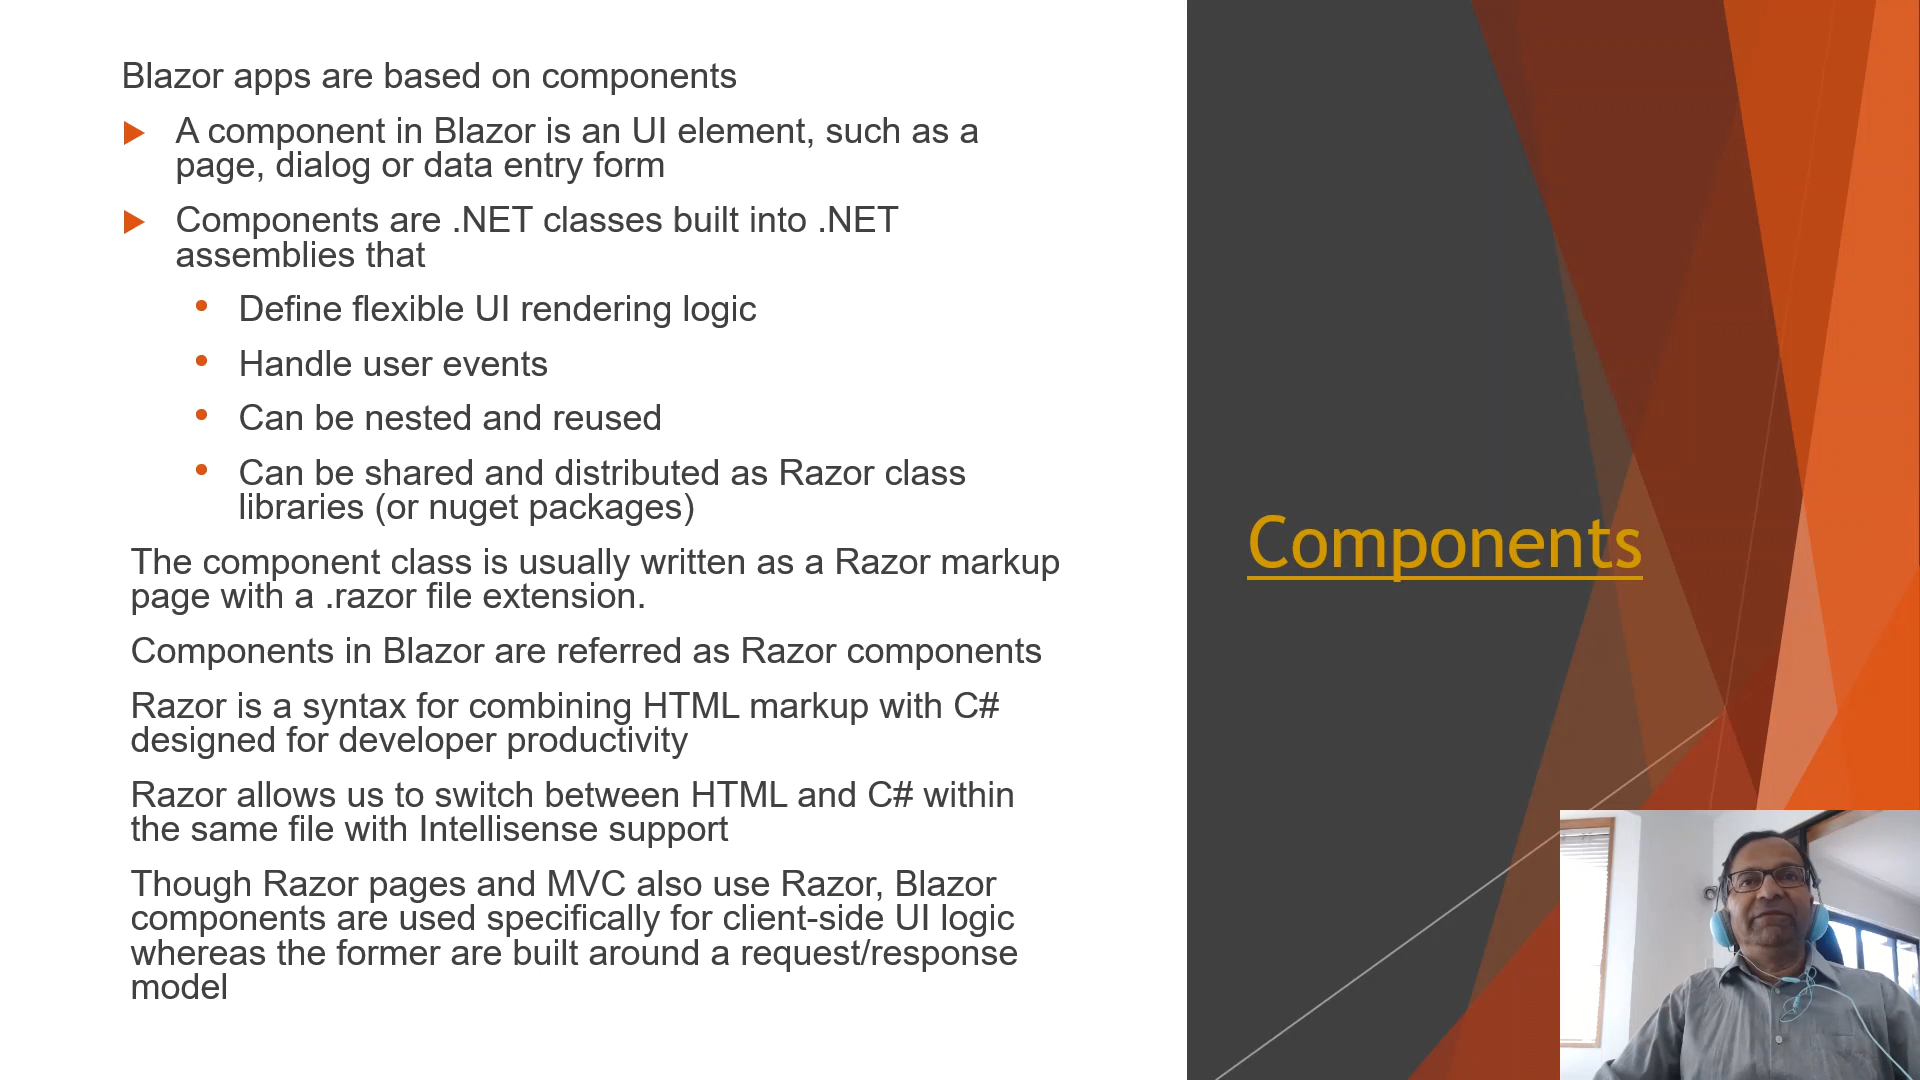 Blazor apps are based on components
A component in Blazor is an UI element, such as a
page, dialog or data entry form
Components are .NET classes built into .NET
assemblies that
Define flexible UI rendering logic
Handle user events
Can be nested and reused
Can be shared and distributed as Razor class
libraries (or nuget packages)
The component class is usually written as a Razor markup
page with a .razor file extension.
Components in Blazor are referred as Razor components
Razor is a syntax for combining HTML markup with C#
designed for developer productivity
Razor allows us to switch between HTML and C# within
the same file with Intellisense support
Though Razor pages and MVC also use Razor, Blazor
components are used specifically for client-side UI logic
whereas the former are built around a request/response
model
Components